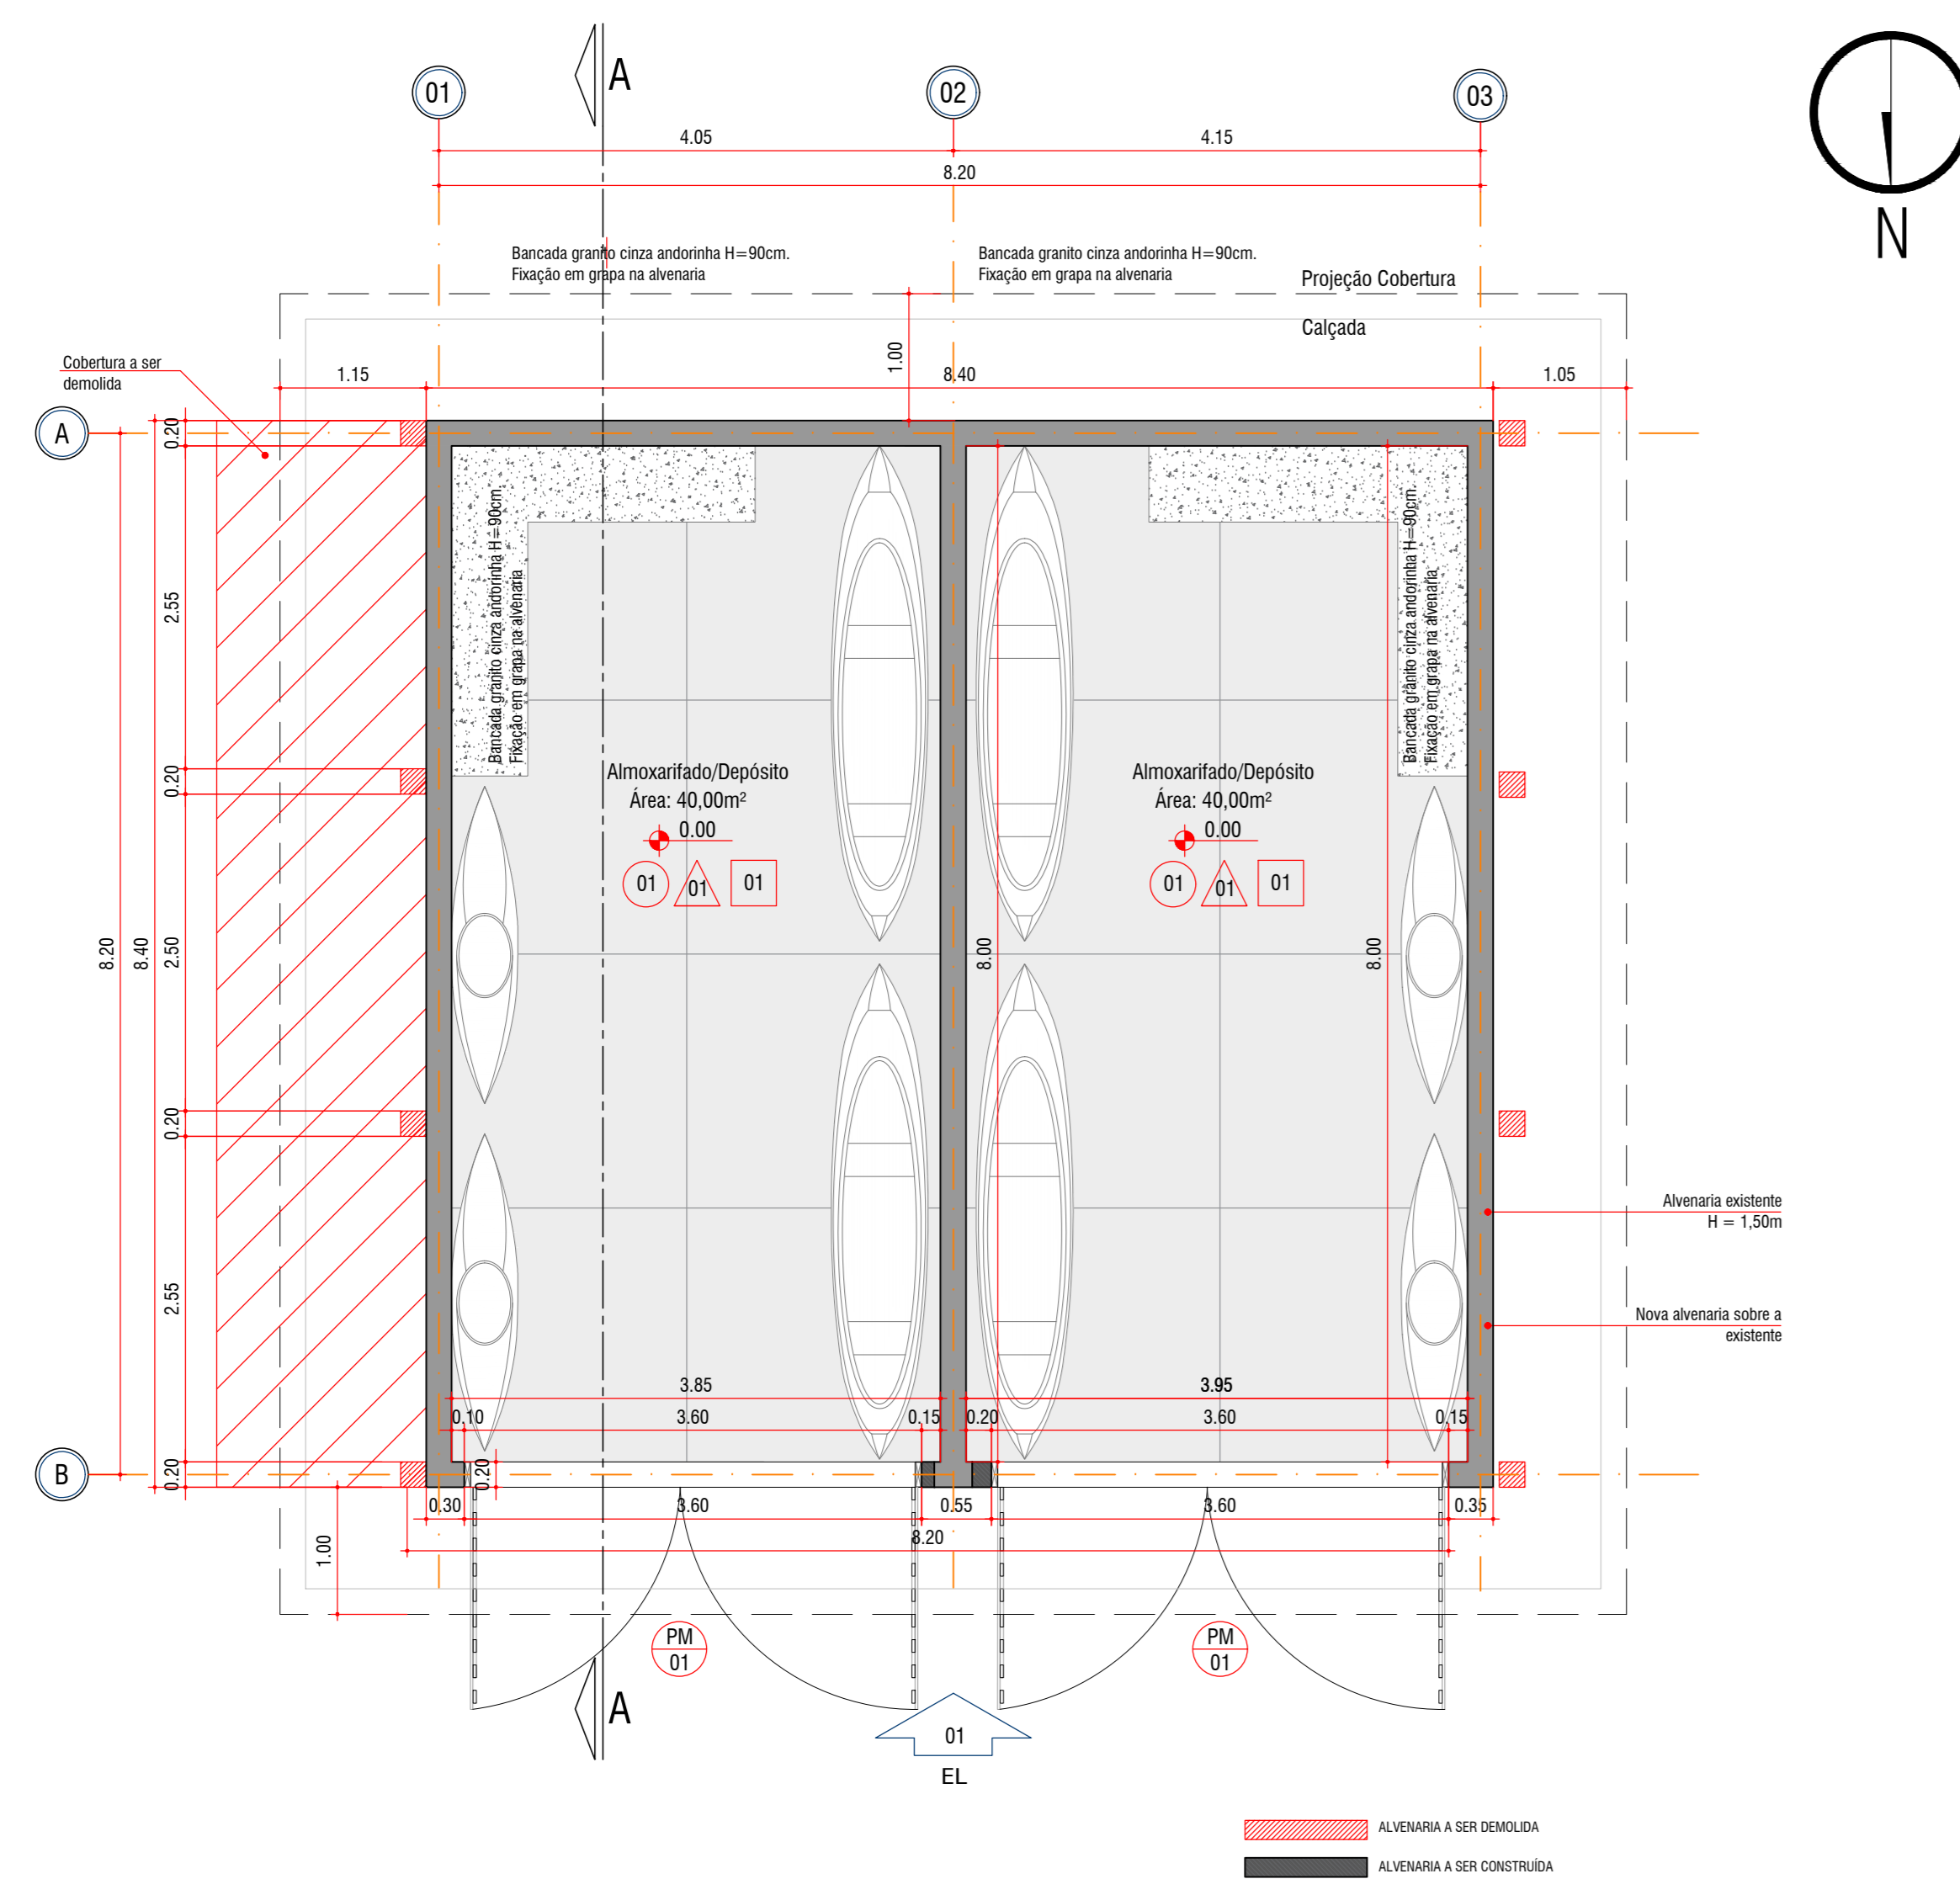 A
01
02
03
4.05
4.15
8.20
N
Bancada granito cinza andorinha H=90cm.
Fixação em grapa na alvenaria
Bancada granito cinza andorinha H=90cm.
Fixação em grapa na alvenaria
Projeção Cobertura
Calçada
1.00
Cobertura a ser
demolida
1.15
8.40
1.05
A
0.20
2.55
0.20
2.50
0.20
2.55
0.20
8.20
8.40
Bancada granito cinza andorinha H=90cm.
Fixação em grapa na alvenaria
Bancada granito cinza andorinha H=90cm.
Fixação em grapa na alvenaria
Almoxarifado/Depósito
Área: 40,00m²
0.00
01
01
01
Almoxarifado/Depósito
Área: 40,00m²
0.00
01
01
01
8.00
8.00
Alvenaria existente
H = 1,50m
Nova alvenaria sobre a
existente
3.85
3.95
0.10
3.60
0.15
0.20
3.60
0.15
B
0.20
0.30
3.60
0.55
3.60
0.35
8.20
1.00
PM
01
PM
01
A
01
EL
ALVENARIA A SER DEMOLIDA
ALVENARIA A SER CONSTRUÍDA